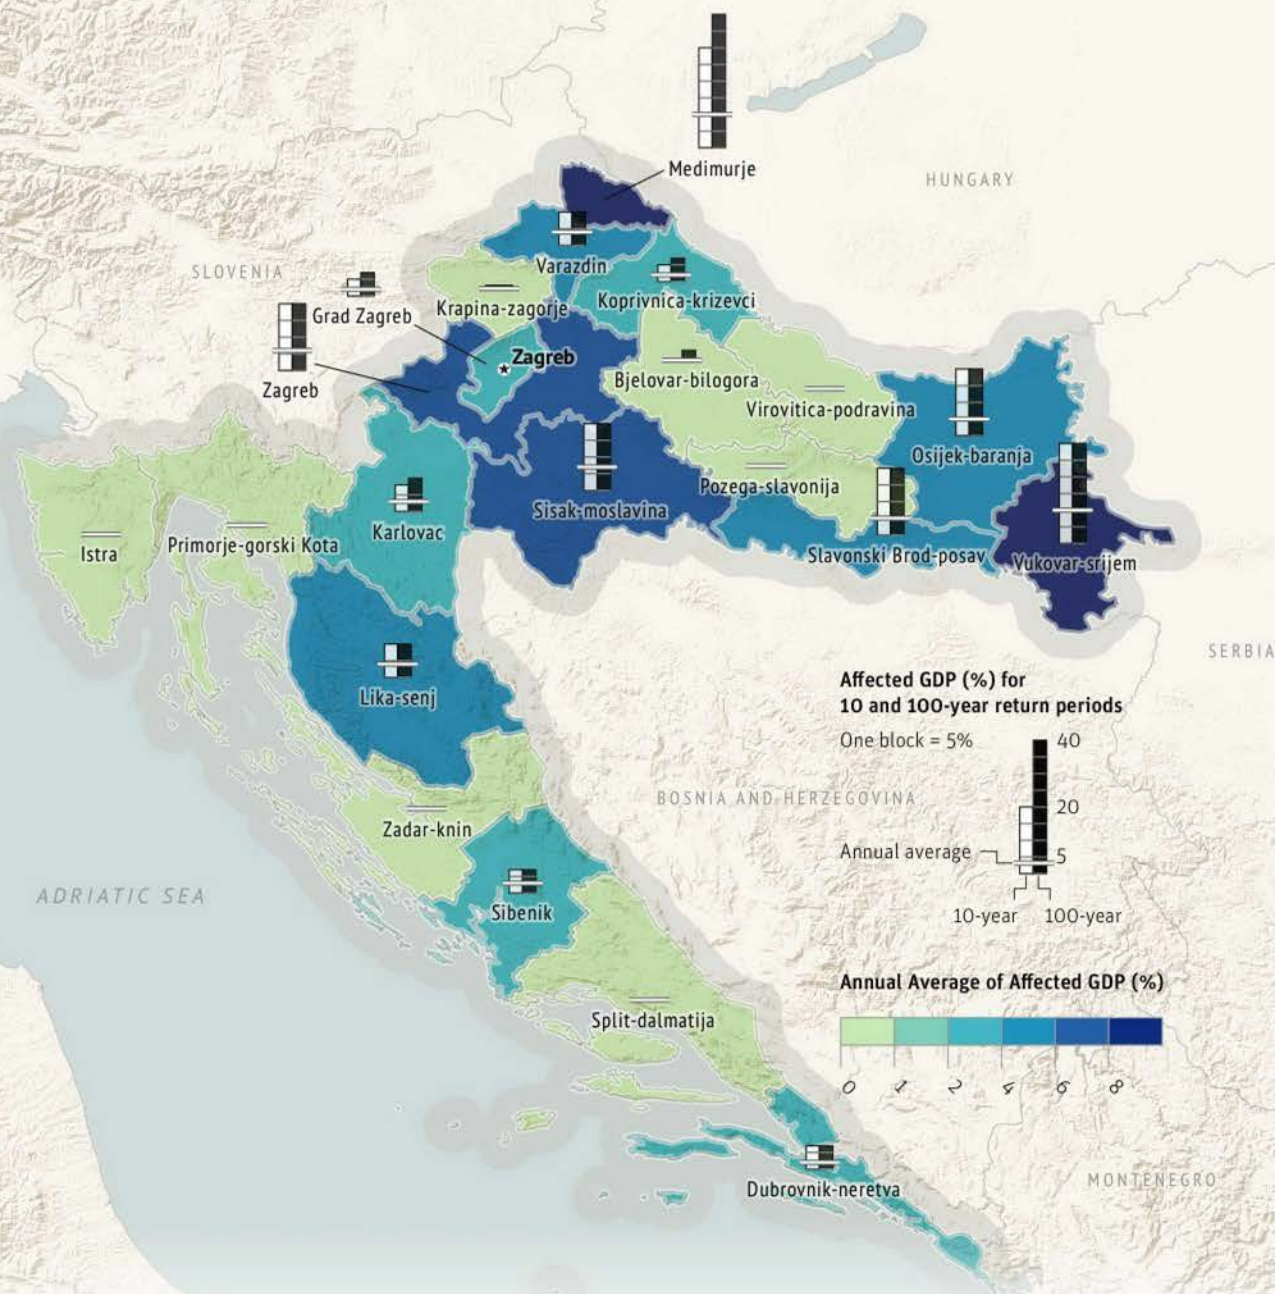 Medimurje
HUNGARY
SLOVENIA
Varazdin
Koprivnica-krizevci
Krapina-zagorje
Grad Zagreb
Zagreb
Zagreb
Bjelovar-bilogora
Virovitica-podravina
Osijek-baranja
Pozega-slavonija
Sisak-moslavina
Karlovac
Primorje-gorski Kota
Istra
Slavonski Brod-posav
Vukovar-srijem
SERBIA
Lika-senj
BOSNIA AND HERZEGOVINA
Zadar-knin
ADRIATIC SEA
Sibenik
Split-dalmatija
Dubrovnik-neretva
MONTENEGRO
Affected GDP (%) for
10 and 100-year return periods
One block = 5%
40
20
Annual average
5
10-year 100-year
Annual Average of Affected GDP (%)
0 1 2 4 6 8